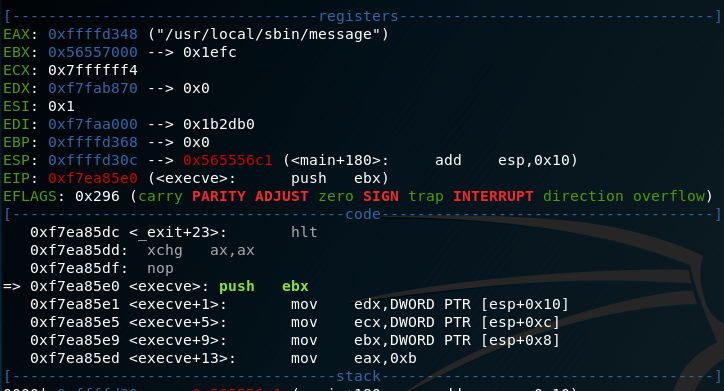 [----------------------------------registers-----------------------------------]
EAX: 0xffffd348 ("/usr/local/sbin/message")
EBX: 0x56557000 --> 0x1efc
ECX: 0x7ffffff4
EDX: 0xf7fab870 --> 0x0
ESI: 0x1
EDI: 0xf7faa000 --> 0x1b2db0
EBP: 0xffffd368 --> 0x0
ESP: 0xffffd30c --> 0x565556c1 (<main+180>:     add    esp,0x10)
EIP: 0xf7ea85e0 (<execve>:      push   ebx)
EFLAGS: 0x296 (carry PARITY ADJUST zero SIGN trap INTERRUPT direction overflow)
[-------------------------------------code-------------------------------------]
   0xf7ea85dc <_exit+23>:       hlt
   0xf7ea85dd:  xchg   ax,ax
   0xf7ea85df:  nop
=> 0xf7ea85e0 <execve>: push   ebx
   0xf7ea85e1 <execve+1>:       mov    edx,DWORD PTR [esp+0x10]
   0xf7ea85e5 <execve+5>:       mov    ecx,DWORD PTR [esp+0xc]
   0xf7ea85e9 <execve+9>:       mov    ebx,DWORD PTR [esp+0x8]
   0xf7ea85ed <execve+13>:      mov    eax,0xb
[------------------------------------stack-------------------------------------]